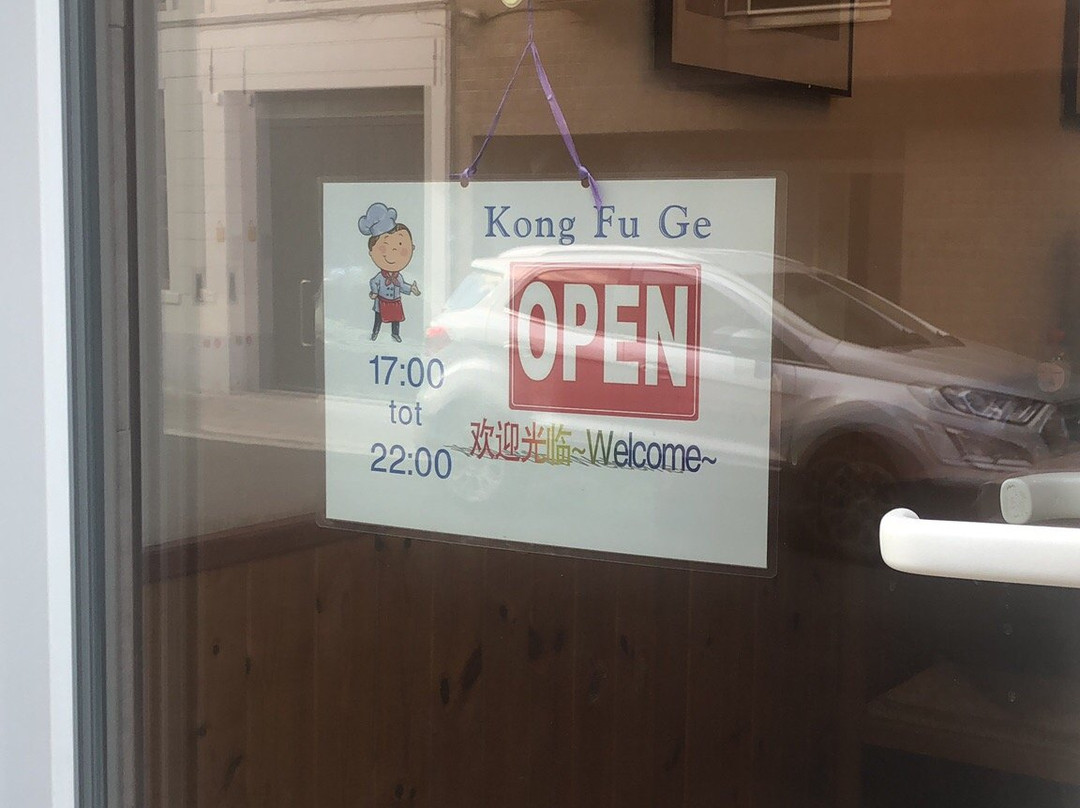 Kong Fu Ge
OPEN
17:00
tot
22:00
欢迎光临~Welcome~